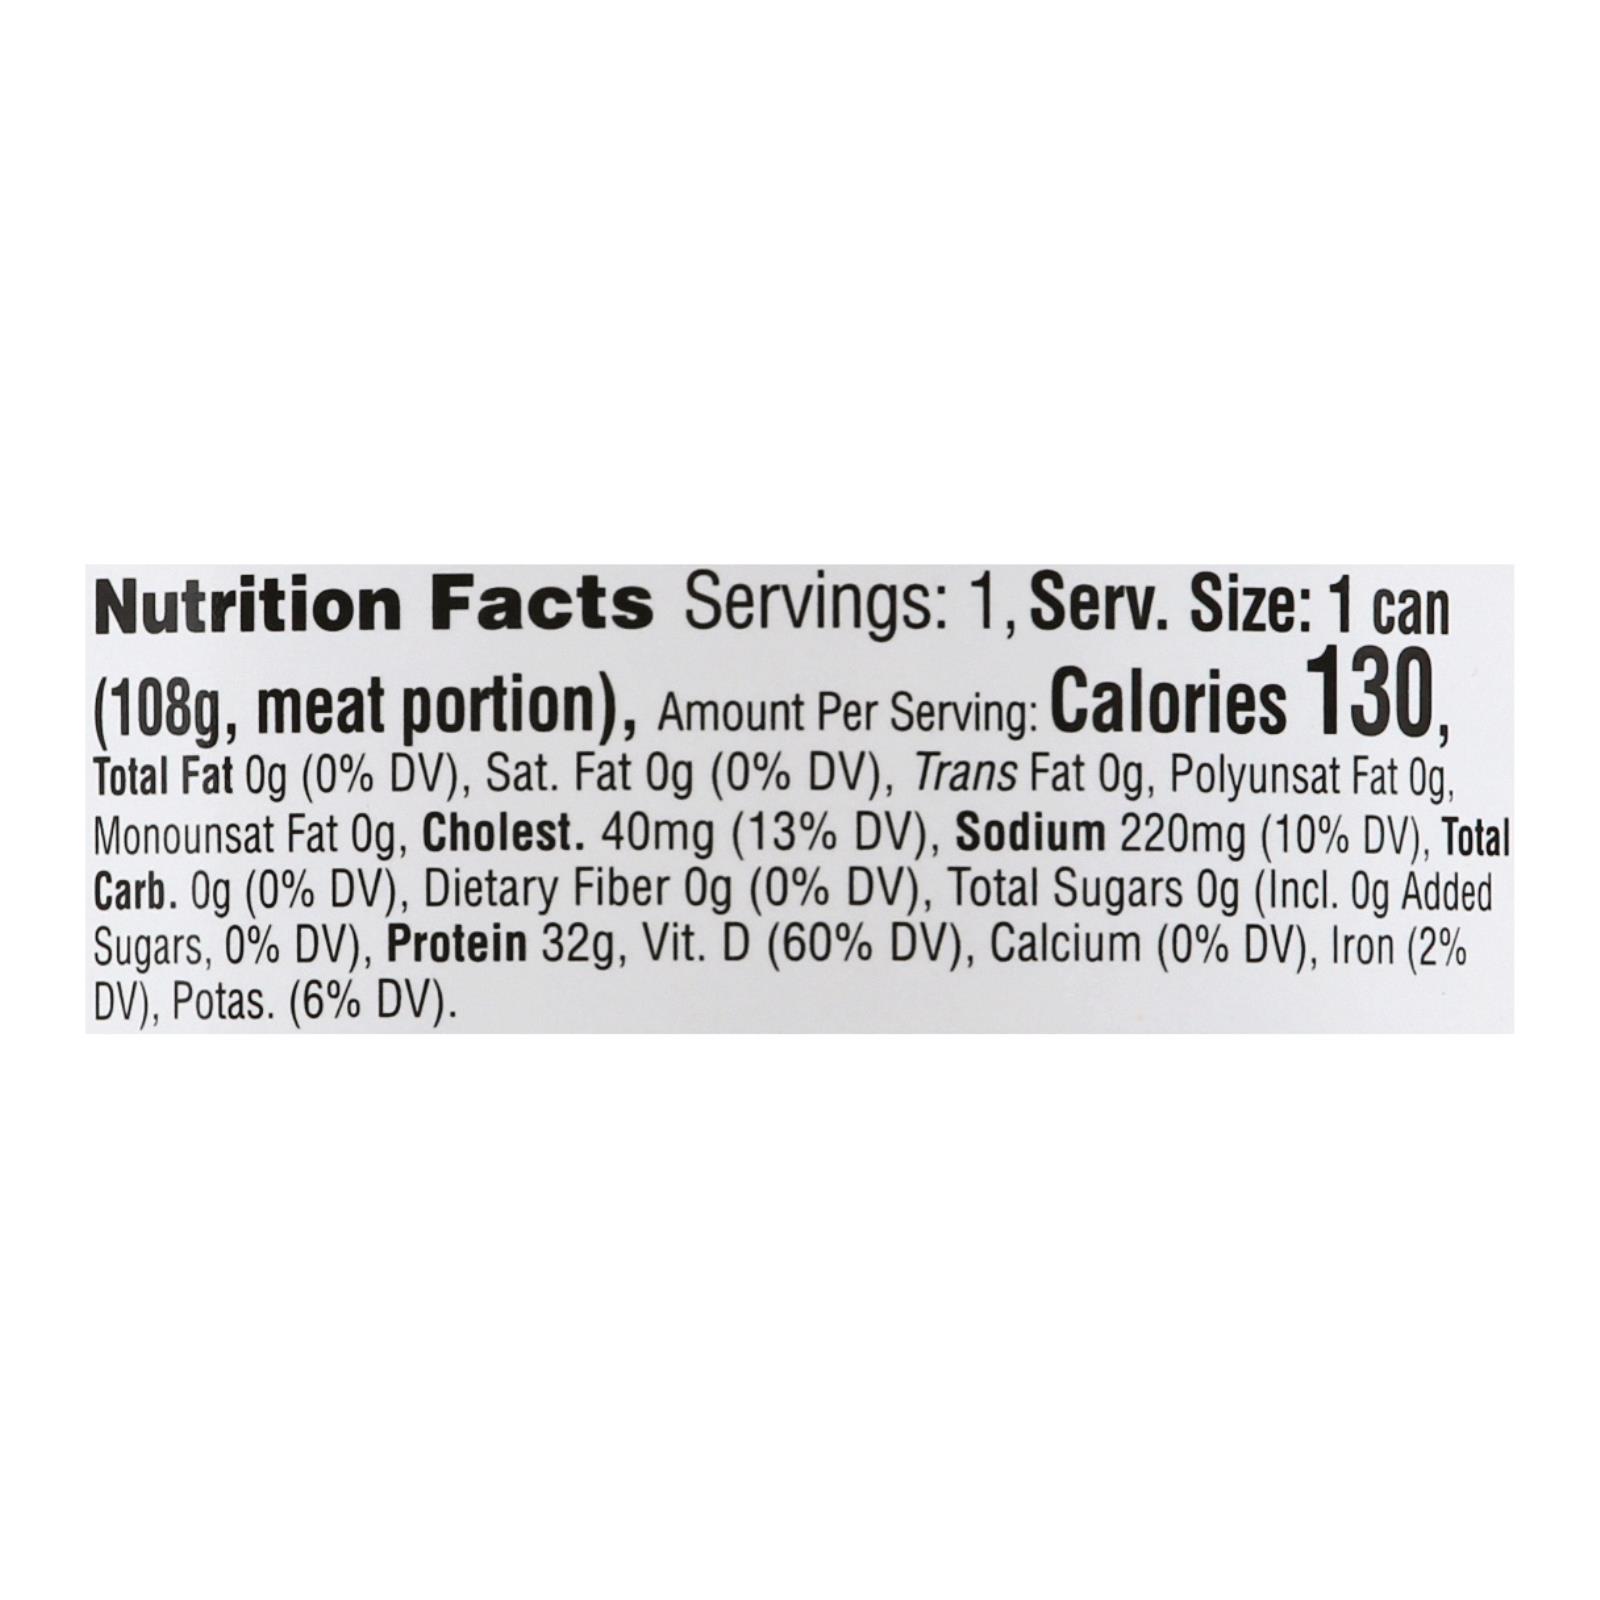 Nutrition Facts Servings: 1, Serv. Size: 1 can
(108g, meat portion), Amount Per Serving: Calories 130,
Total Fat 0g (0% DV), Sat. Fat 0g (0% DV), Trans Fat 0g, Polyunsat Fat 0g,
Monounsat Fat 0g, Cholest. 40mg (13% DV), Sodium 220mg (10% DV), Total
Carb. 0g (0% DV), Dietary Fiber 0g (0% DV), Total Sugars 0g (Incl. 0g Added
Sugars, 0% DV), Protein 32g, Vit. D (60% DV), Calcium (0% DV), Iron (2%
DV), Potas. (6% DV).